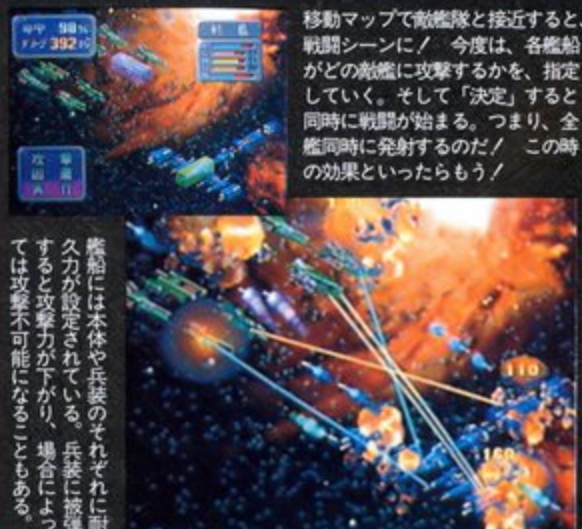 移動マップで敵艦隊と接近すると
戦闘シーンに！　今度は、各艦船
がどの敵艦に攻撃するかを、指定
していく。そして「決定」すると
同時に戦闘が始まる。つまり、全
艦同時に発射するのだ！　この時
の効果といったらもう！
98%
392
攻撃
110
160
艦船には本体や兵装のそれぞれに耐
久力が設定されている。兵装に被弾
すると攻撃力が下がり、場合によっ
ては攻撃不可能になることもある。